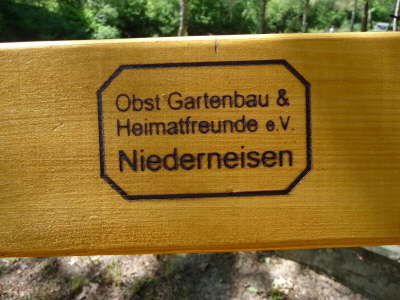 Obst Gartenbau &
Heimatfreunde e.V.
Niederneisen